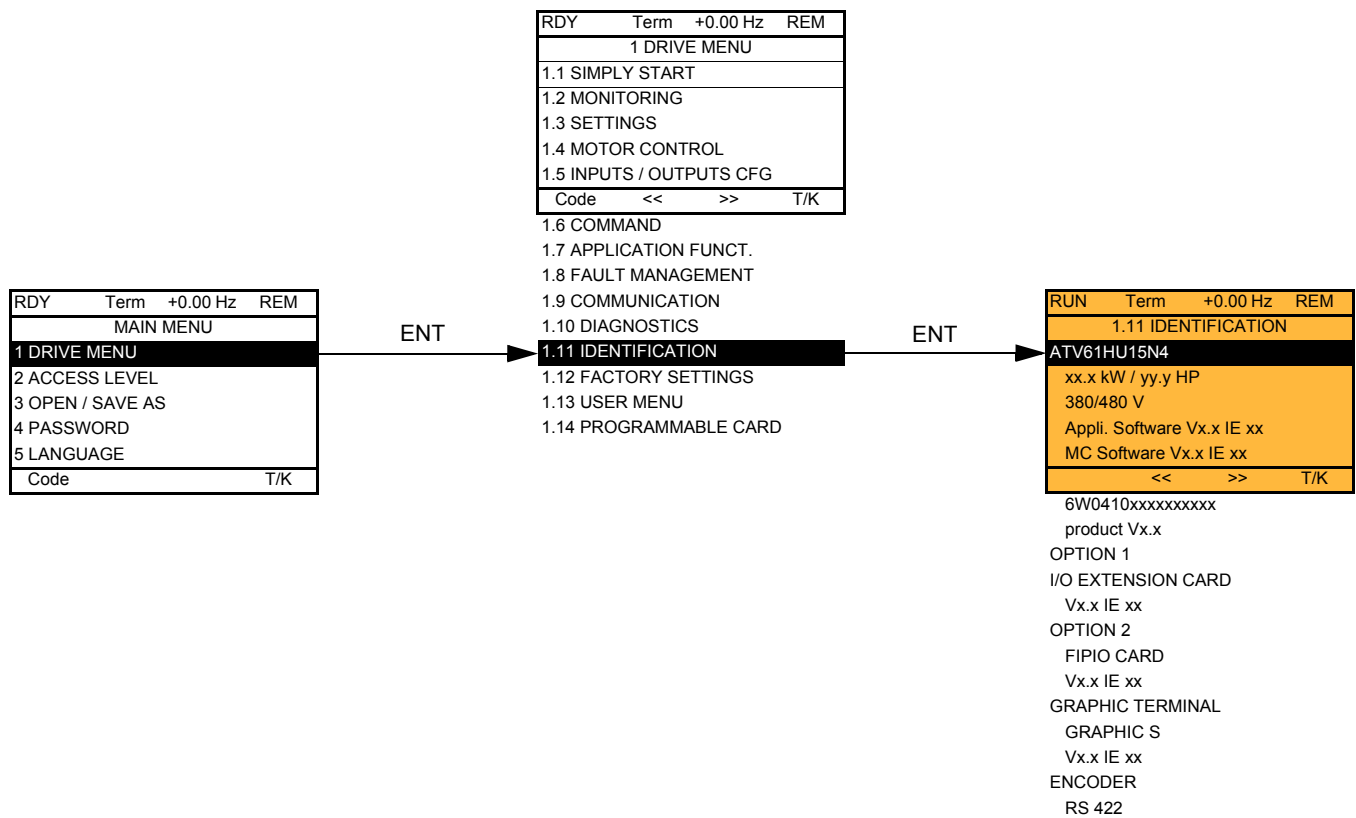 RDY Term +0.00 Hz REM
MAIN MENU
1 DRIVE MENU
2 ACCESS LEVEL
3 OPEN / SAVE AS
4 PASSWORD
5 LANGUAGE
Code T/K
ENT
RDY Term +0.00 Hz REM
1 DRIVE MENU
1.1 SIMPLY START
1.2 MONITORING
1.3 SETTINGS
1.4 MOTOR CONTROL
1.5 INPUTS / OUTPUTS CFG
Code << >> T/K
1.6 COMMAND
1.7 APPLICATION FUNCT.
1.8 FAULT MANAGEMENT
1.9 COMMUNICATION
1.10 DIAGNOSTICS
1.11 IDENTIFICATION
1.12 FACTORY SETTINGS
1.13 USER MENU
1.14 PROGRAMMABLE CARD
ENT
RUN Term +0.00 Hz REM
1.11 IDENTIFICATION
ATV61HU15N4
xx.x kW / yy.y HP
380/480 V
Appli. Software Vx.x IE xx
MC Software Vx.x IE xx
<< >> T/K
6W0410xxxxxxxxxx
product Vx.x
OPTION 1
I/O EXTENSION CARD
Vx.x IE xx
OPTION 2
FIPIO CARD
Vx.x IE xx
GRAPHIC TERMINAL
GRAPHIC S
Vx.x IE xx
ENCODER
RS 422